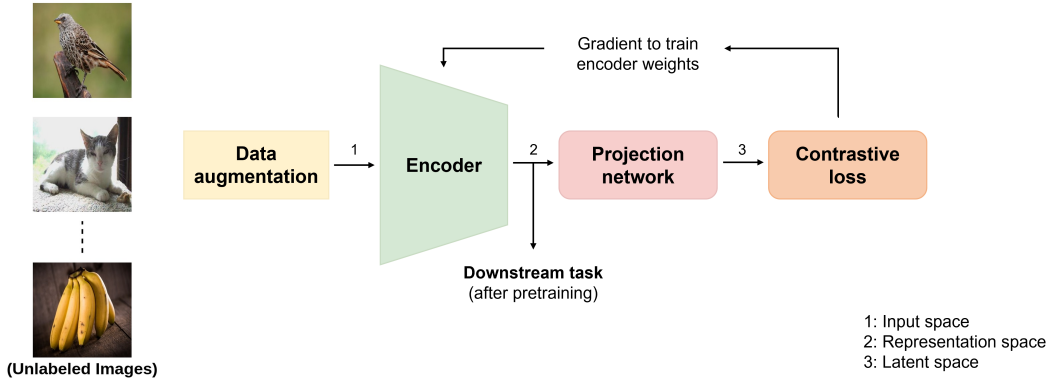 Gradient to train
encoder weights
Data
augmentation
1
Encoder
2
Projection
network
3
Contrastive
loss
Downstream task
(after pretraining)
(Unlabeled Images)
1: Input space
2: Representation space
3: Latent space